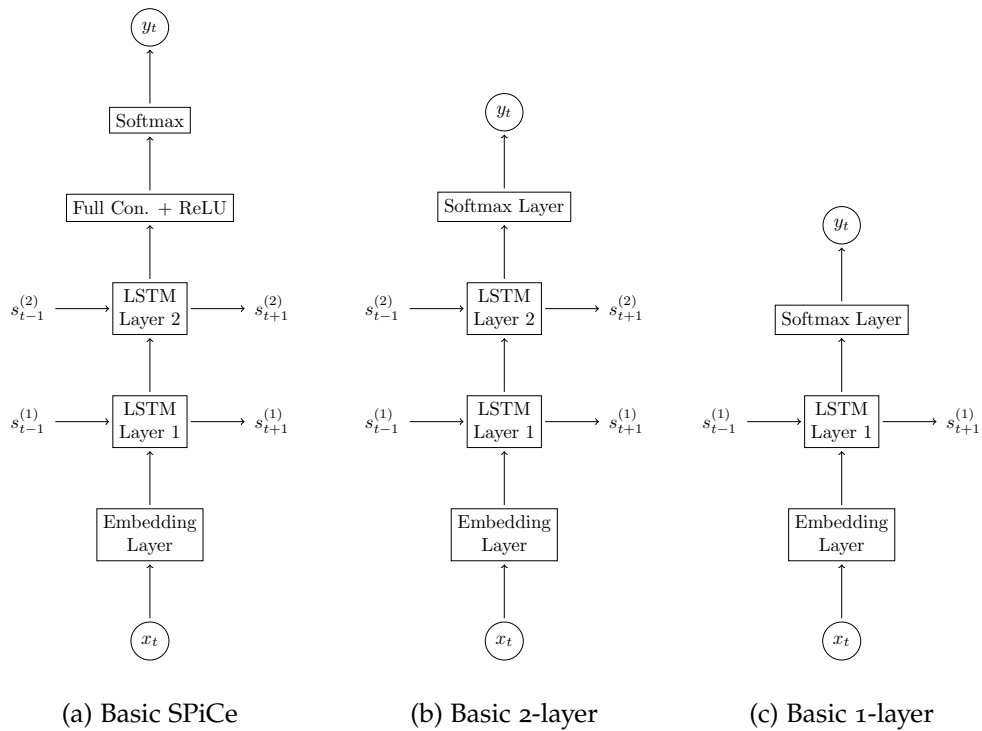 y_t
Softmax
Full Con. + ReLU
s_{t-1}^{(2)}
LSTM
Layer 2
s_{t+1}^{(2)}
s_{t-1}^{(1)}
LSTM
Layer 1
s_{t+1}^{(1)}
Embedding
Layer
x_t
(a) Basic SPiCe
y_t
Softmax Layer
s_{t-1}^{(2)}
LSTM
Layer 2
s_{t+1}^{(2)}
s_{t-1}^{(1)}
LSTM
Layer 1
s_{t+1}^{(1)}
Embedding
Layer
x_t
(b) Basic 2-layer
y_t
Softmax Layer
s_{t-1}^{(1)}
LSTM
Layer 1
s_{t+1}^{(1)}
Embedding
Layer
x_t
(c) Basic 1-layer